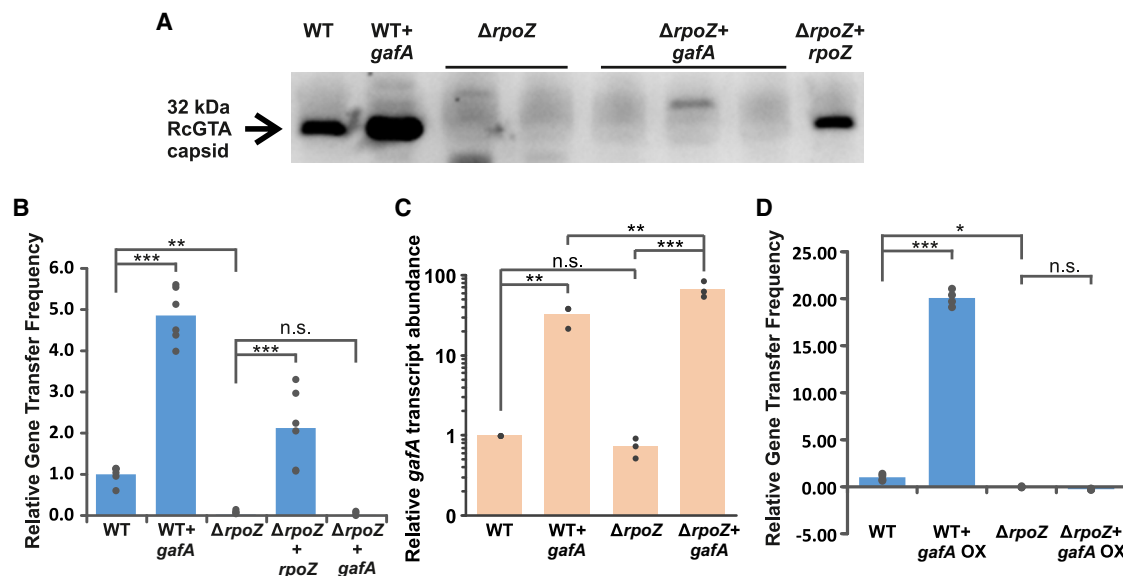 A
WT
WT+
gafA
ΔrpoZ
ΔrpoZ+
gafA
ΔrpoZ+
rpoZ
32 kDa
RcGTA
capsid
B
Relative Gene Transfer Frequency
6.0
5.0
4.0
3.0
2.0
1.0
0.0
**
***
n.s.
***
WT
WT+
gafA
ΔrpoZ
ΔrpoZ
+
rpoZ
ΔrpoZ
+
gafA
C
Relative gafA transcript abundance
100
10
1
0
**
***
n.s.
**
WT
WT+
gafA
ΔrpoZ
ΔrpoZ+
gafA
D
Relative Gene Transfer Frequency
25.00
20.00
15.00
10.00
5.00
0.00
-5.00
*
***
n.s.
WT
WT+
gafA OX
ΔrpoZ
ΔrpoZ+
gafA OX